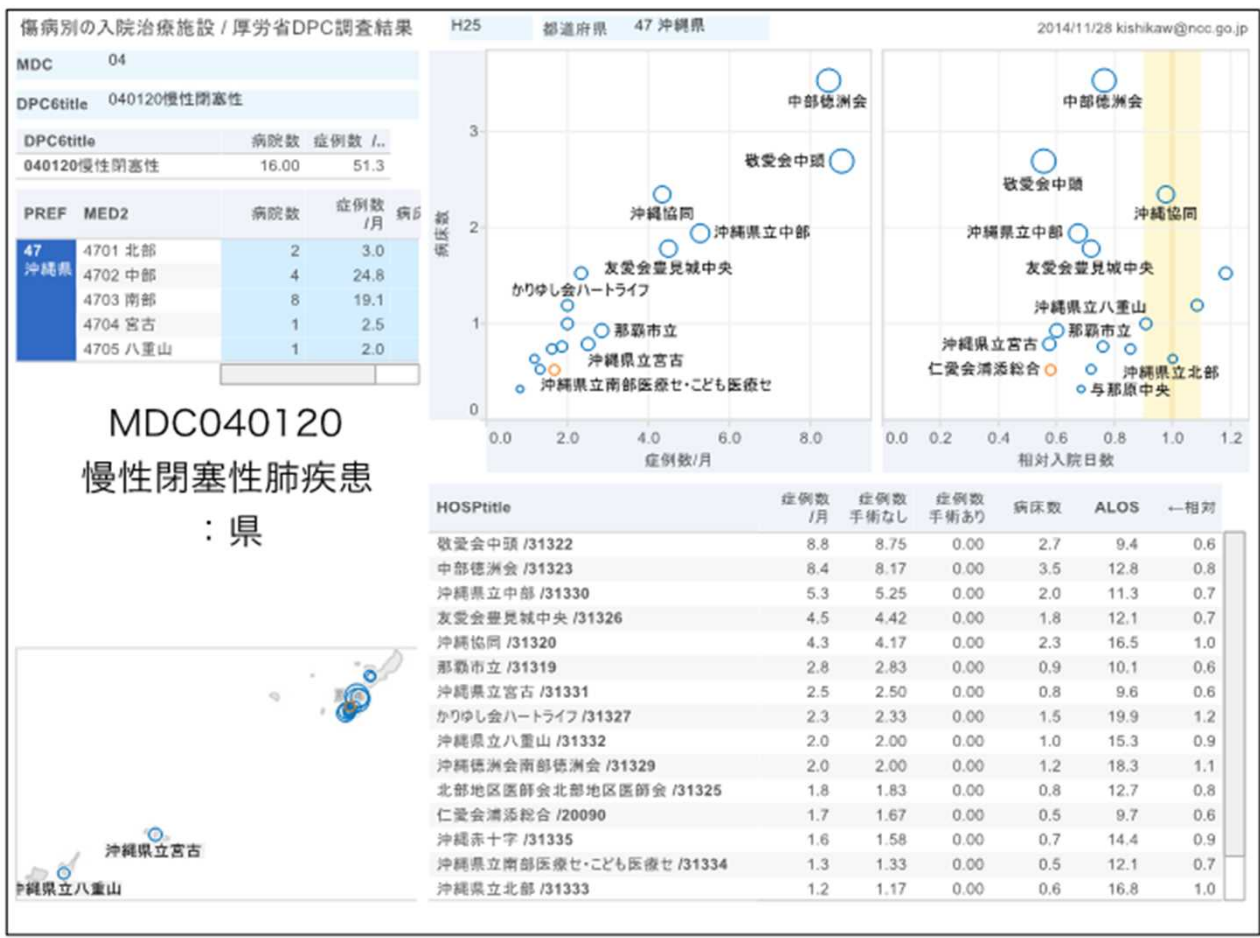 傷病別の入院治療施設 / 厚労省DPC調査結果
H25 都道府県 47 沖縄県
2014/11/28 kishikaw@ncc.go.jp
MDC 04
DPC6title 040120慢性閉塞性
DPC6title 病院数 症例数 /..
040120慢性閉塞性 16.00 51.3
PREF MED2 病院数 症例数/月 病床
47 沖縄県 4701 北部 2 3.0
4702 中部 4 24.8
4703 南部 8 19.1
4704 宮古 1 2.5
4705 八重山 1 2.0
MDC040120
慢性閉塞性肺疾患
：県
沖縄県立宮古
沖縄県立八重山
病床数
3
2
1
0
中部徳洲会
敬愛会中頭
沖縄協同
沖縄県立中部
友愛会豊見城中央
かりゆし会ハートライフ
那覇市立
沖縄県立宮古
沖縄県立南部医療セ・こども医療セ
0.0 2.0 4.0 6.0 8.0
症例数/月
中部徳洲会
敬愛会中頭
沖縄協同
沖縄県立中部
友愛会豊見城中央
沖縄県立八重山
那覇市立
沖縄県立宮古
仁愛会浦添総合
沖縄県立北部
与那原中央
0.0 0.2 0.4 0.6 0.8 1.0 1.2
相対入院日数
HOSPtitle 症例数/月 症例数手術なし 症例数手術あり 病床数 ALOS ←相対
敬愛会中頭 /31322 8.8 8.75 0.00 2.7 9.4 0.6
中部徳洲会 /31323 8.4 8.17 0.00 3.5 12.8 0.8
沖縄県立中部 /31330 5.3 5.25 0.00 2.0 11.3 0.7
友愛会豊見城中央 /31326 4.5 4.42 0.00 1.8 12.1 0.7
沖縄協同 /31320 4.3 4.17 0.00 2.3 16.5 1.0
那覇市立 /31319 2.8 2.83 0.00 0.9 10.1 0.6
沖縄県立宮古 /31331 2.5 2.50 0.00 0.8 9.6 0.6
かりゆし会ハートライフ /31327 2.3 2.33 0.00 1.5 19.9 1.2
沖縄県立八重山 /31332 2.0 2.00 0.00 1.0 15.3 0.9
沖縄徳洲会南部徳洲会 /31329 2.0 2.00 0.00 1.2 18.3 1.1
北部地区医師会北部地区医師会 /31325 1.8 1.83 0.00 0.8 12.7 0.8
仁愛会浦添総合 /20090 1.7 1.67 0.00 0.5 9.7 0.6
沖縄赤十字 /31335 1.6 1.58 0.00 0.7 14.4 0.9
沖縄県立南部医療セ・こども医療セ /31334 1.3 1.33 0.00 0.5 12.1 0.7
沖縄県立北部 /31333 1.2 1.17 0.00 0.6 16.8 1.0